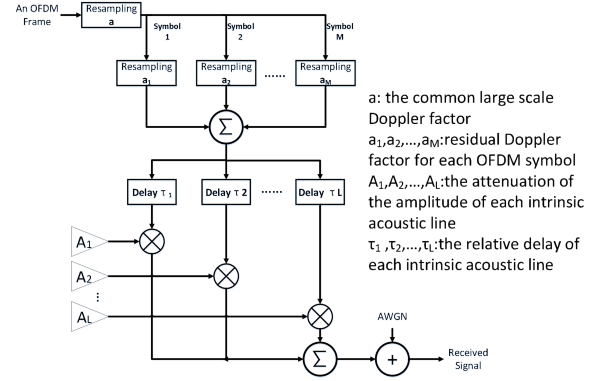 An OFDM
Frame
Resampling
a
Symbol
1
Symbol
2
Symbol
M
Resampling
a1
Resampling
a2
......
Resampling
aM
Σ
Delay τ 1
Delay τ 2
......
Delay τ L
A1
A2
...
AL
AWGN
Σ
+
Received
Signal
a: the common large scale
Doppler factor
a1,a2,...,aM:residual Doppler
factor for each OFDM symbol
A1,A2,...,AL:the attenuation of
the amplitude of each intrinsic
acoustic line
τ1 ,τ2,...,τL:the relative delay of
each intrinsic acoustic line